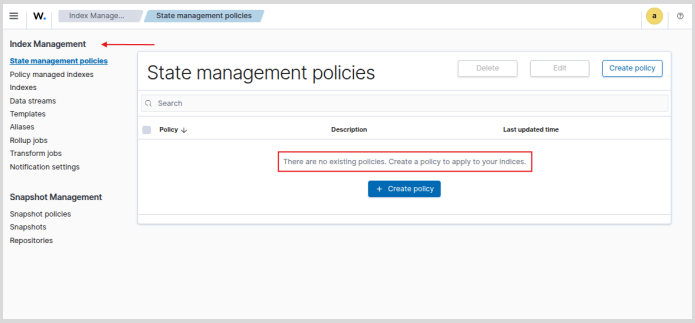 W.
Index Manage...
State management policies
a
Index Management
State management policies
Policy managed indexes
Indexes
Data streams
Templates
Aliases
Rollup jobs
Transform jobs
Notification settings
Snapshot Management
Snapshot policies
Snapshots
Repositories
State management policies
Delete
Edit
Create policy
Search
Policy
Description
Last updated time
There are no existing policies. Create a policy to apply to your indices.
+ Create policy